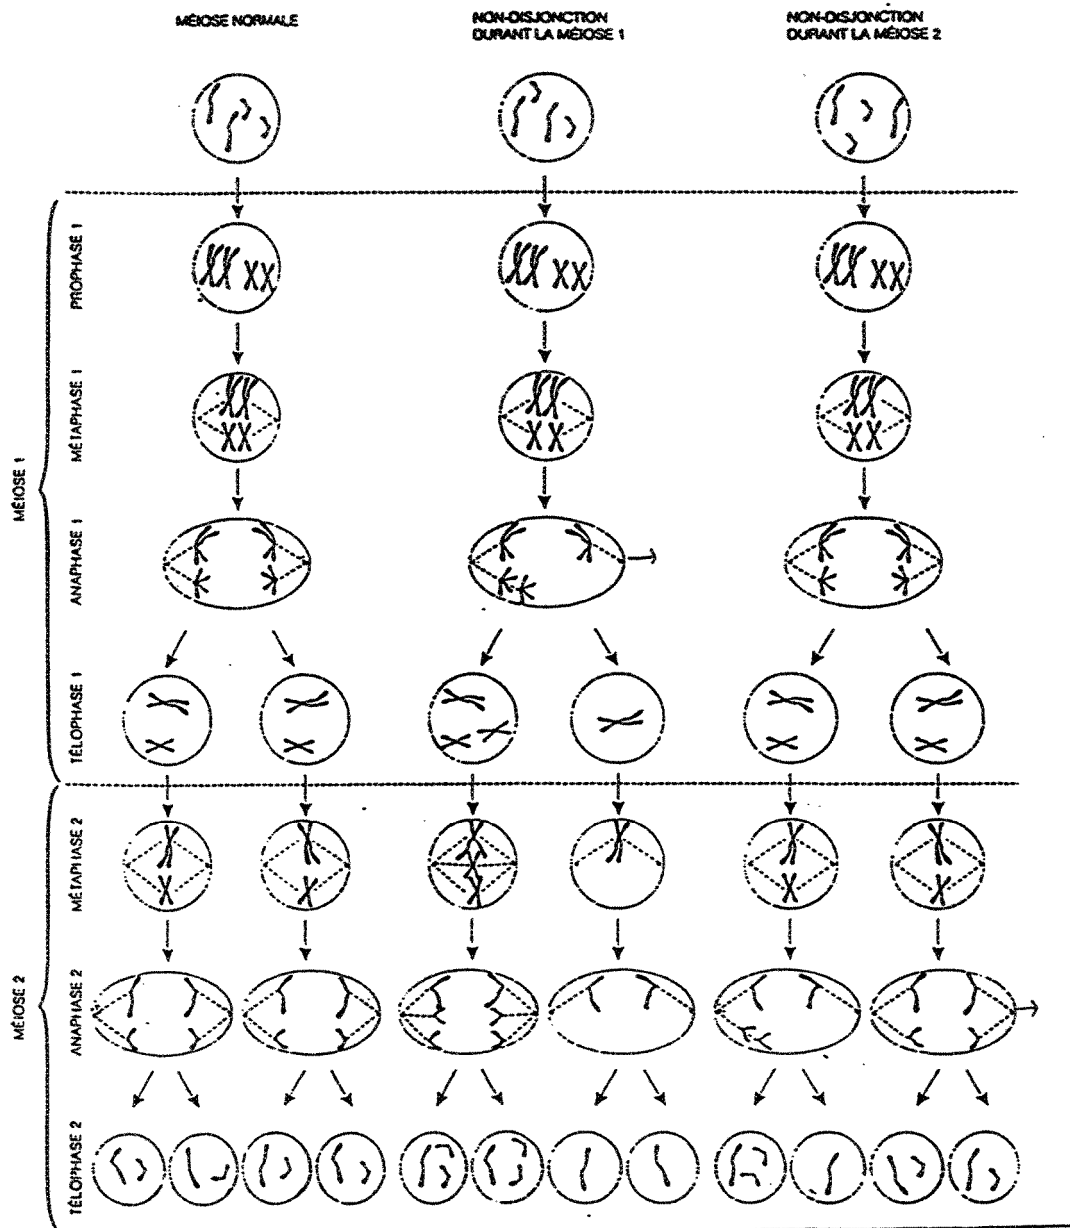 MÉIOSE NORMALE
NON-DISJONCTION
DURANT LA MÉIOSE 1
NON-DISJONCTION
DURANT LA MÉIOSE 2
MÉIOSE 1
PROPHASE 1
MÉTAPHASE 1
ANAPHASE 1
TÉLOPHASE 1
MÉIOSE 2
MÉTAPHASE 2
ANAPHASE 2
TÉLOPHASE 2